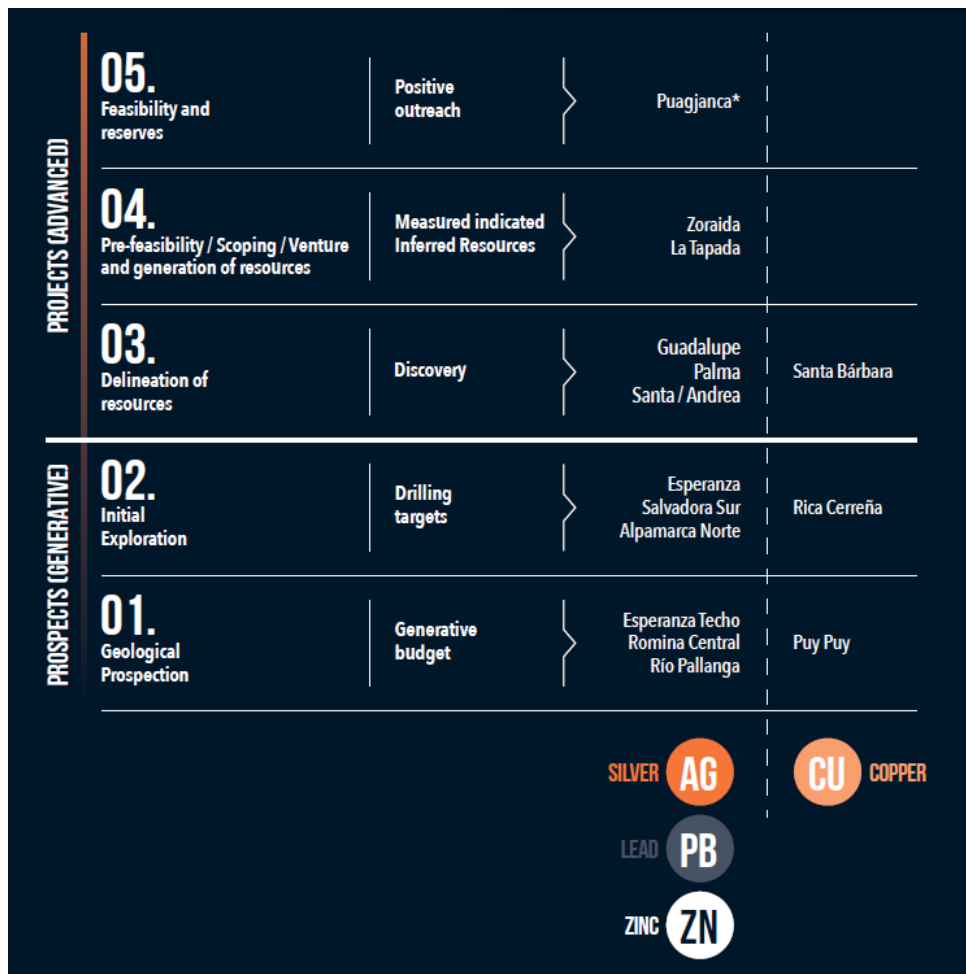 PROJECTS (ADVANCED)
05.
Feasibility and
reserves
Positive
outreach
Puagjanca*
04.
Pre-feasibility / Scoping / Venture
and generation of resources
Measured indicated
Inferred Resources
Zoraida
La Tapada
03.
Delineation of
resources
Discovery
Guadalupe
Palma
Santa / Andrea
Santa Bárbara
PROSPECTS (GENERATIVE)
02.
Initial
Exploration
Drilling
targets
Esperanza
Salvadora Sur
Alpamarca Norte
Rica Cerreña
01.
Geological
Prospection
Generative
budget
Esperanza Techo
Romina Central
Río Pallanga
Puy Puy
SILVER AG
CU COPPER
LEAD PB
ZINC ZN